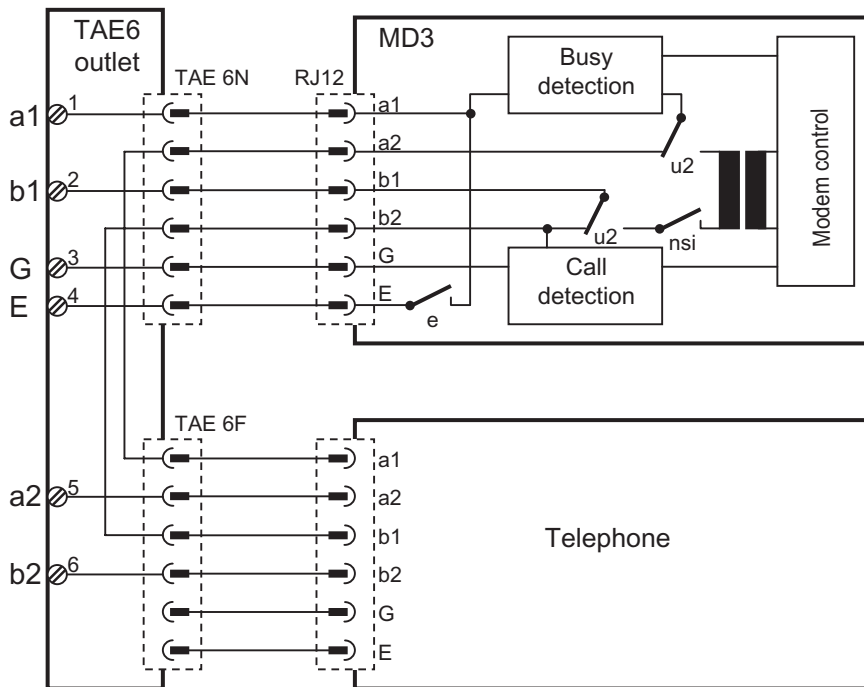 TAE6
outlet
TAE 6N
RJ12
MD3
Busy
detection
a1
1
a1
a2
u2
b1
2
b1
b2
u2
nsi
G
3
G
Call
detection
E
4
E
e
Modem control
TAE 6F
a1
a2
5
a2
b1
Telephone
b2
6
b2
G
E